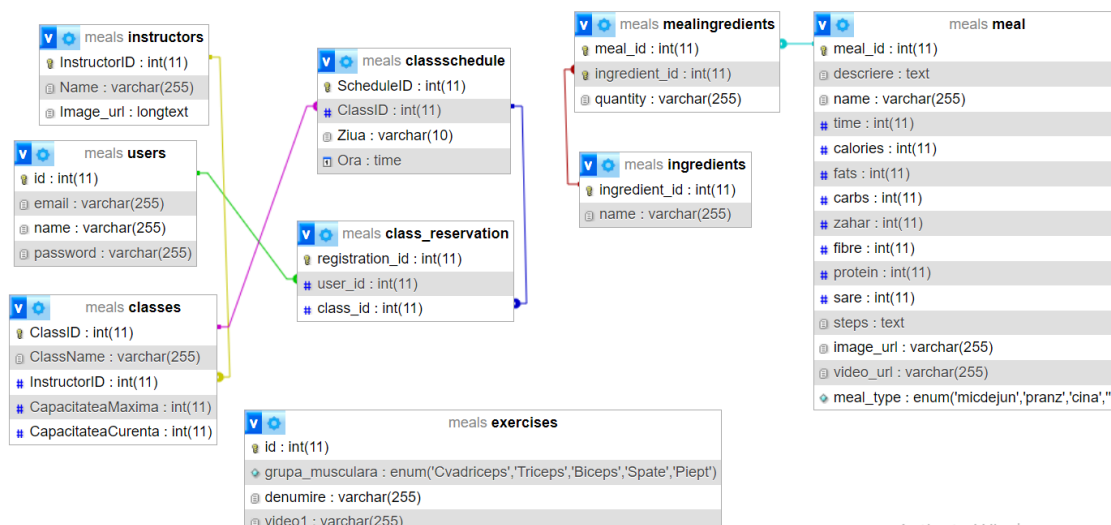 meals instructors
InstructorID : int(11)
Name : varchar(255)
Image_url : longtext
meals users
id : int(11)
email : varchar(255)
name : varchar(255)
password : varchar(255)
meals classes
ClassID : int(11)
ClassName : varchar(255)
InstructorID : int(11)
CapacitateaMaxima : int(11)
CapacitateaCurenta : int(11)
meals classschedule
ScheduleID : int(11)
ClassID : int(11)
Ziua : varchar(10)
Ora : time
meals class_reservation
registration_id : int(11)
user_id : int(11)
class_id : int(11)
meals exercises
id : int(11)
grupa_musculara : enum('Cvadriceps','Triceps','Biceps','Spate','Piept')
denumire : varchar(255)
video1 : varchar(255)
meals mealingredients
meal_id : int(11)
ingredient_id : int(11)
quantity : varchar(255)
meals ingredients
ingredient_id : int(11)
name : varchar(255)
meals meal
meal_id : int(11)
descriere : text
name : varchar(255)
time : int(11)
calories : int(11)
fats : int(11)
carbs : int(11)
zahar : int(11)
fibre : int(11)
protein : int(11)
sare : int(11)
steps : text
image_url : varchar(255)
video_url : varchar(255)
meal_type : enum('micdejun','pranz','cina','